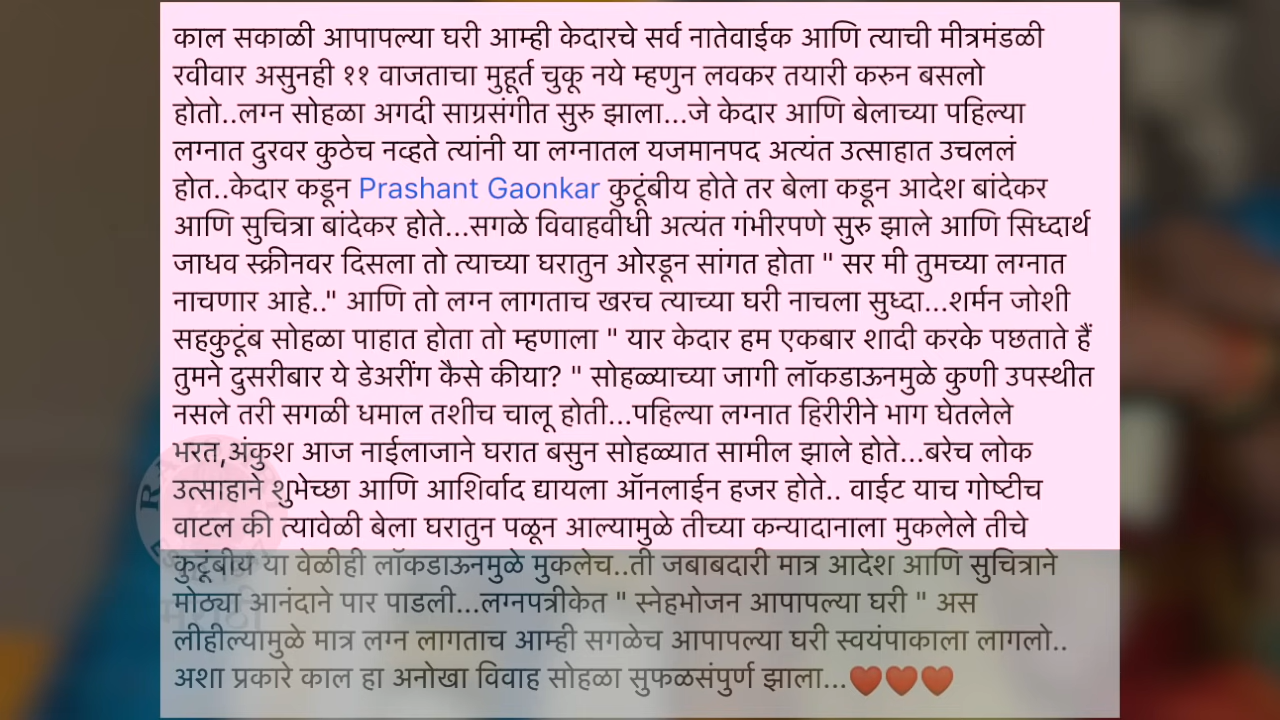 काल सकाळी आपापल्या घरी आम्ही केदारचे सर्व नातेवाईक आणि त्याची मीत्रमंडळी
रवीवार असुनही ११ वाजताचा मुहूर्त चुकू नये म्हणुन लवकर तयारी करुन बसलो
होतो..लग्न सोहळा अगदी साग्रसंगीत सुरु झाला...जे केदार आणि बेलाच्या पहिल्या
लग्नात दुरवर कुठेच नव्हते त्यांनी या लग्नातल यजमानपद अत्यंत उत्साहात उचललं
होत..केदार कडून Prashant Gaonkar कुटूंबीय होते तर बेला कडून आदेश बांदेकर
आणि सुचित्रा बांदेकर होते...सगळे विवाहवीधी अत्यंत गंभीरपणे सुरु झाले आणि सिध्दार्थ
जाधव स्क्रीनवर दिसला तो त्याच्या घरातुन ओरडून सांगत होता " सर मी तुमच्या लग्नात
नाचणार आहे.." आणि तो लग्न लागताच खरच त्याच्या घरी नाचला सुध्दा...शर्मन जोशी
सहकुटूंब सोहळा पाहात होता तो म्हणाला " यार केदार हम एकबार शादी करके पछताते हैं
तुमने दुसरीबार ये डेअरींग कैसे कीया? " सोहळ्याच्या जागी लॉकडाऊनमुळे कुणी उपस्थीत
नसले तरी सगळी धमाल तशीच चालू होती...पहिल्या लग्नात हिरीरीने भाग घेतलेले
भरत,अंकुश आज नाईलाजाने घरात बसुन सोहळ्यात सामील झाले होते...बरेच लोक
उत्साहाने शुभेच्छा आणि आशिर्वाद द्यायला ऑनलाईन हजर होते.. वाईट याच गोष्टीच
वाटल की त्यावेळी बेला घरातुन पळून आल्यामुळे तीच्या कन्यादानाला मुकलेले तीचे
कुटूंबीय या वेळीही लॉकडाऊनमुळे मुकलेच..ती जबाबदारी मात्र आदेश आणि सुचित्राने
मोठ्या आनंदाने पार पाडली...लग्नपत्रीकेत " स्नेहभोजन आपापल्या घरी " अस
लीहील्यामुळे मात्र लग्न लागताच आम्ही सगळेच आपापल्या घरी स्वयंपाकाला लागलो..
अशा प्रकारे काल हा अनोखा विवाह सोहळा सुफळसंपुर्ण झाला...❤️❤️❤️